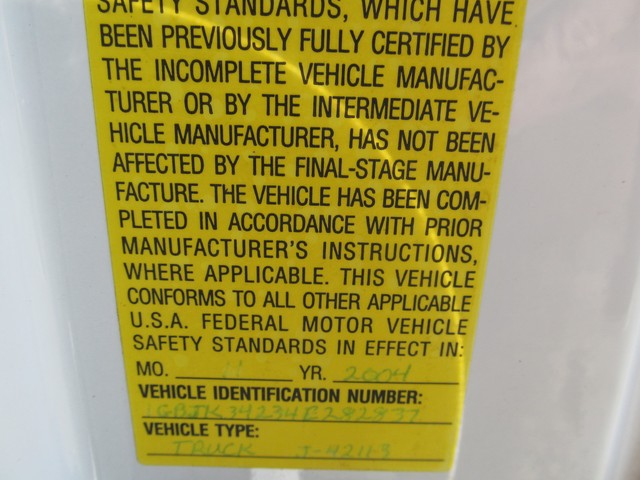 SAFETY STANDARDS, WHICH HAVE
BEEN PREVIOUSLY FULLY CERTIFIED BY
THE INCOMPLETE VEHICLE MANUFAC-
TURER OR BY THE INTERMEDIATE VE-
HICLE MANUFACTURER, HAS NOT BEEN
AFFECTED BY THE FINAL-STAGE MANU-
FACTURE. THE VEHICLE HAS BEEN COM-
PLETED IN ACCORDANCE WITH PRIOR
MANUFACTURER'S INSTRUCTIONS,
WHERE APPLICABLE. THIS VEHICLE
CONFORMS TO ALL OTHER APPLICABLE
U.S.A. FEDERAL MOTOR VEHICLE
SAFETY STANDARDS IN EFFECT IN:
MO. 11 YR. 2004
VEHICLE IDENTIFICATION NUMBER:
1GBJK34234E282837
VEHICLE TYPE:
TRUCK J-42113